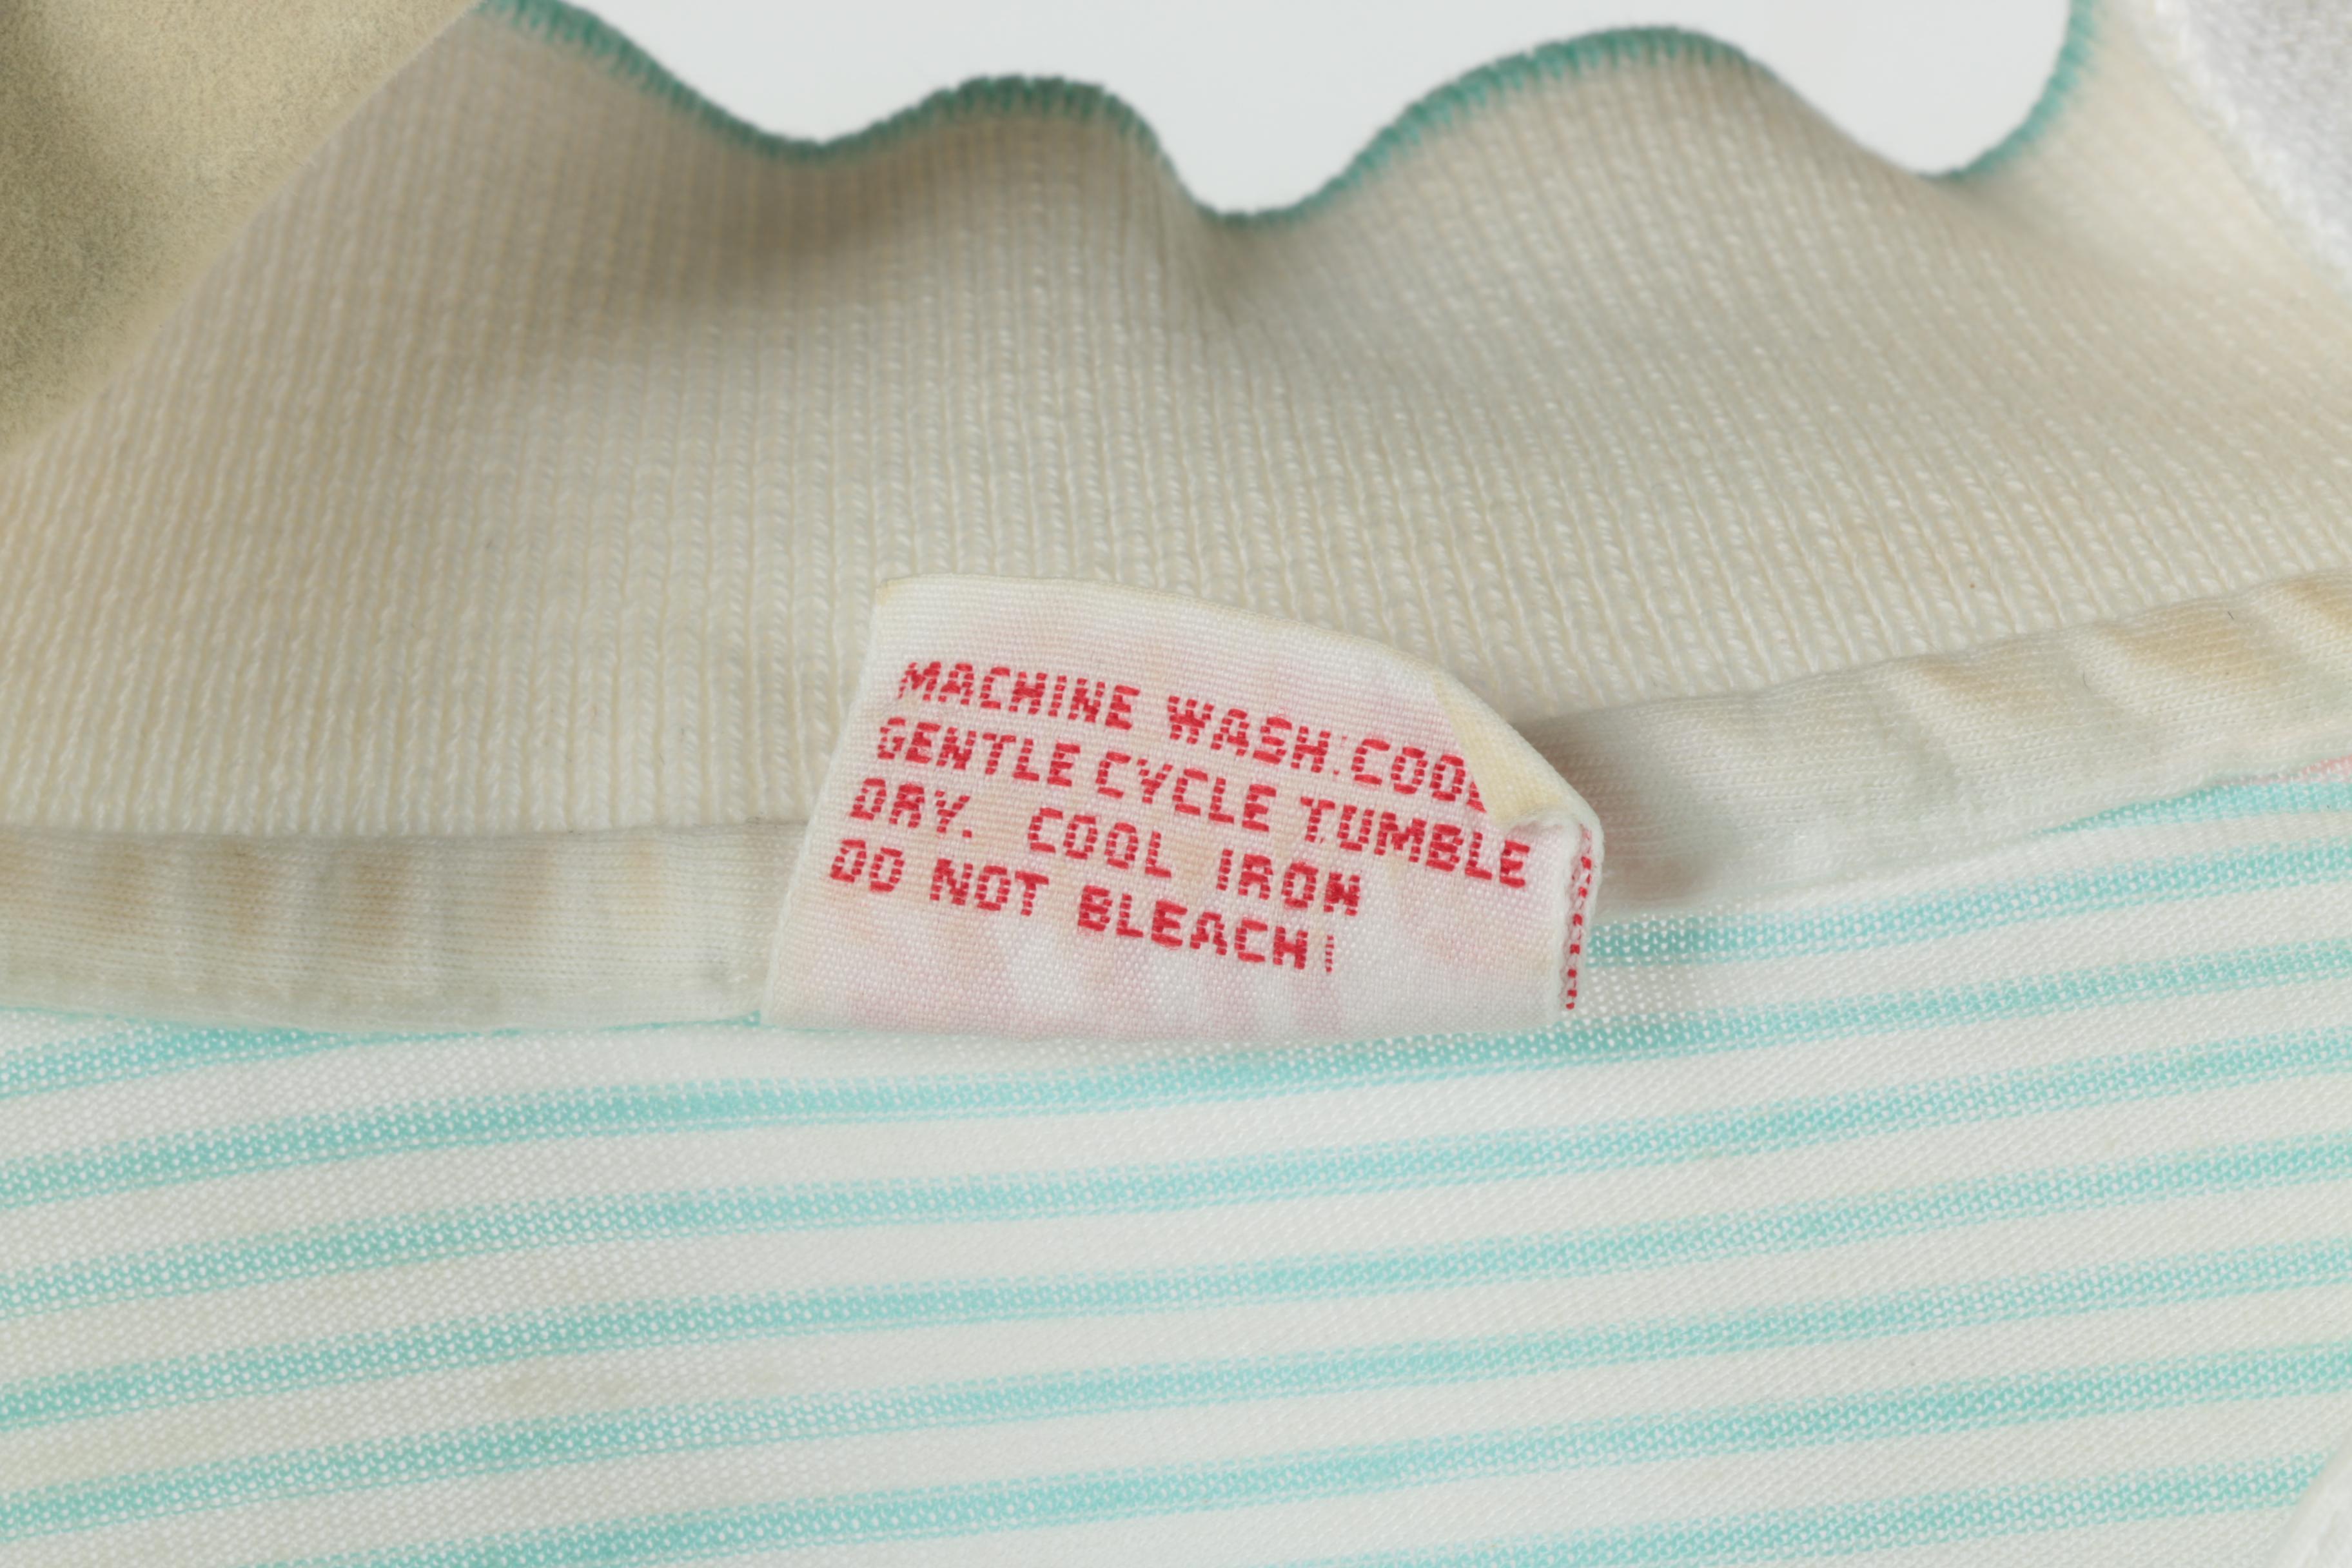 MACHINE WASH.COOL
GENTLE CYCLE TUMBLE
DRY. COOL IRON
DO NOT BLEACH